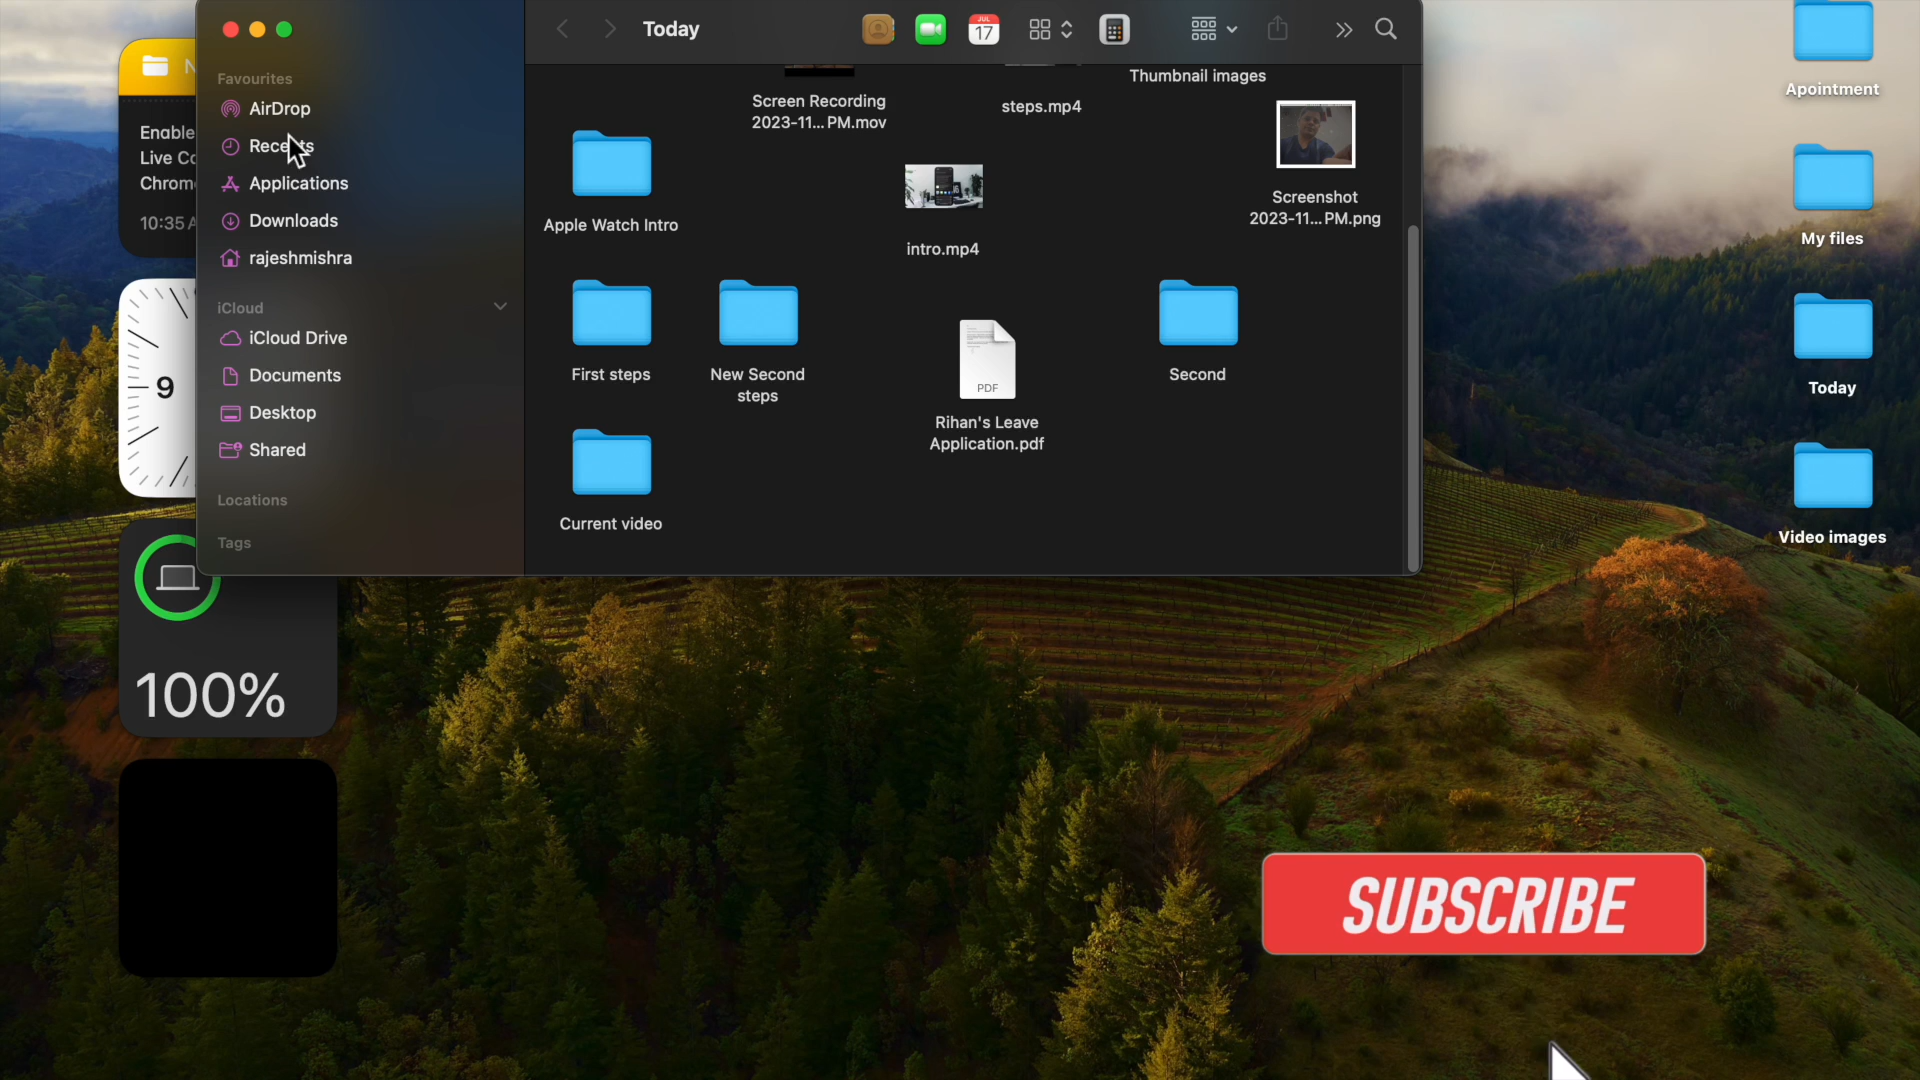 Today
JUL
17
Favourites
AirDrop
Recents
Applications
Downloads
rajeshmishra
iCloud
iCloud Drive
Documents
Desktop
Shared
Locations
Tags
Thumbnail images
Screen Recording
2023-11...PM.mov
steps.mp4
Screenshot
2023-11...PM.png
Apple Watch Intro
intro.mp4
First steps
New Second
steps
PDF
Rihan's Leave
Application.pdf
Second
Current video
Apointment
My files
Today
Video images
N
Enable
Live Co
Chrom
10:35 A
9
100%
SUBSCRIBE